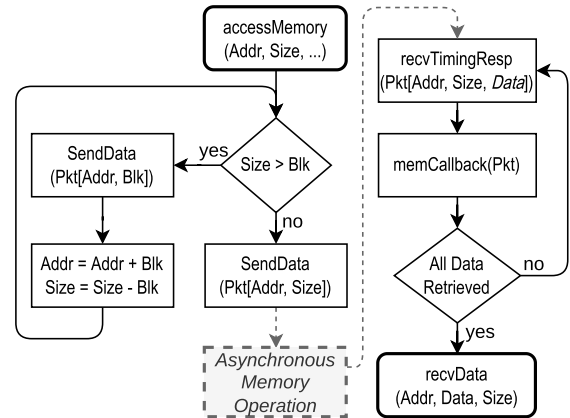 accessMemory
(Addr, Size, ...)
yes
Size > Blk
no
SendData
(Pkt[Addr, Blk])
Addr = Addr + Blk
Size = Size - Blk
SendData
(Pkt[Addr, Size])
Asynchronous
Memory
Operation
recvTimingResp
(Pkt[Addr, Size, Data])
memCallback(Pkt)
All Data
Retrieved
no
yes
recvData
(Addr, Data, Size)